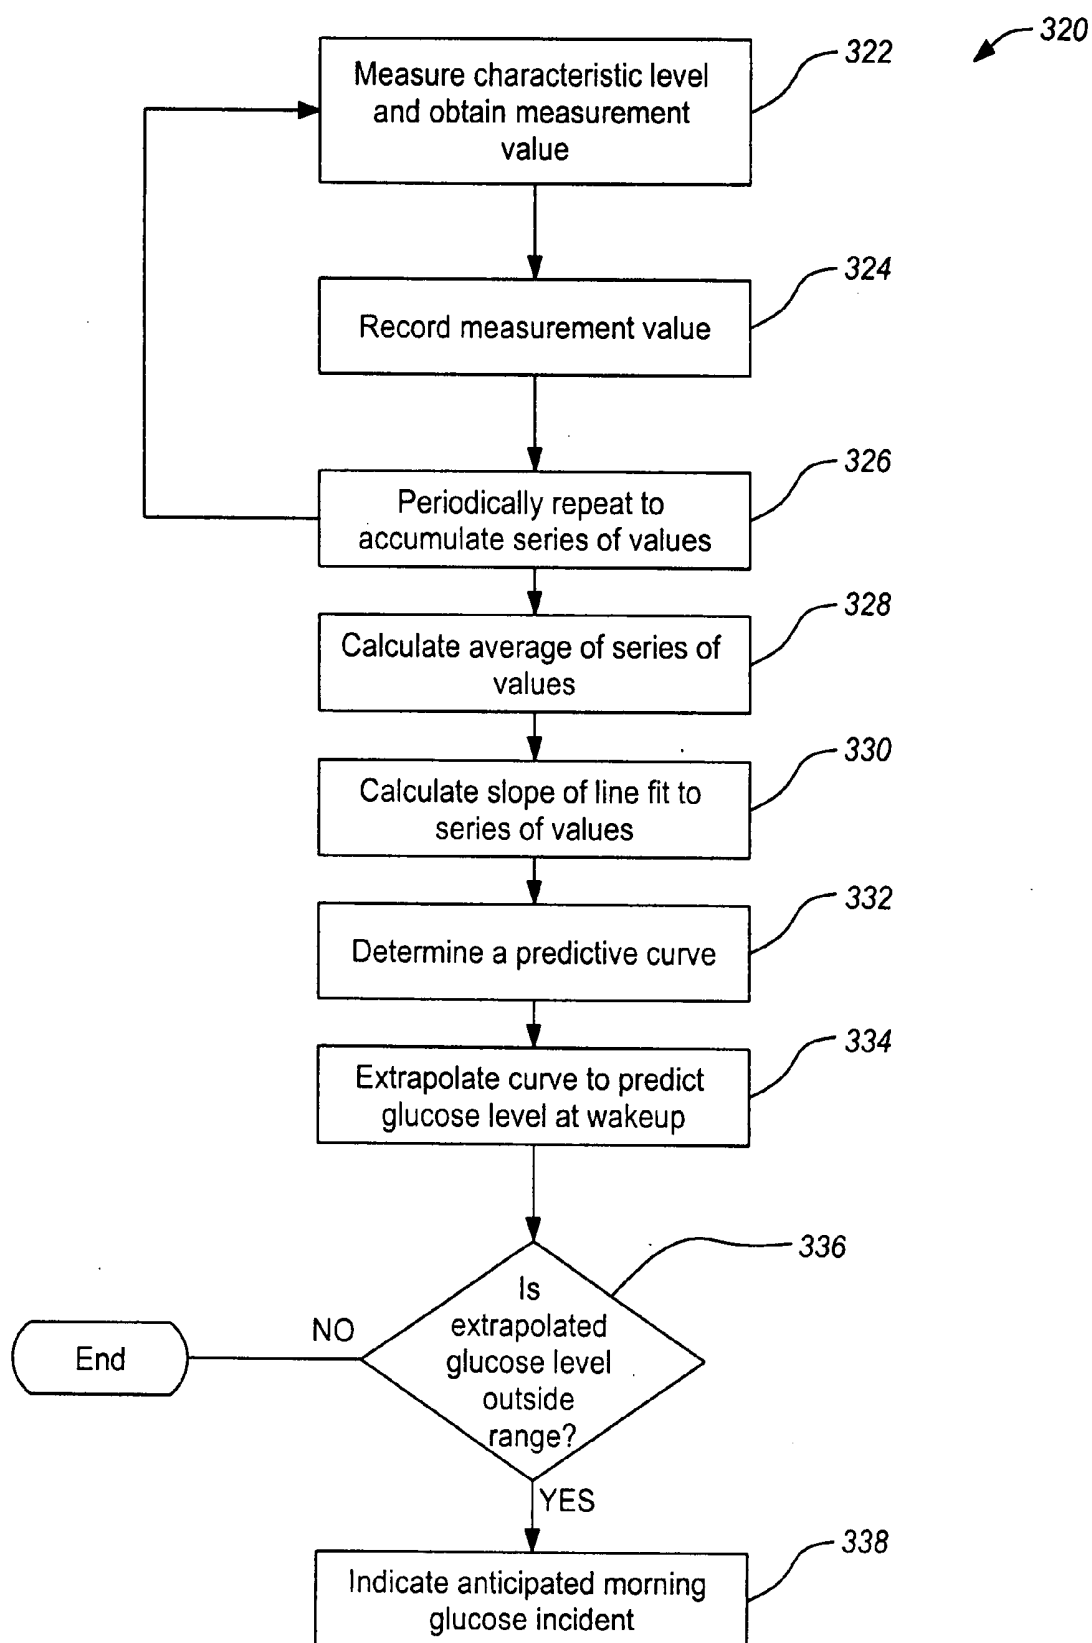 320
322
Measure characteristic level
and obtain measurement
value
324
Record measurement value
326
Periodically repeat to
accumulate series of values
328
Calculate average of series of
values
330
Calculate slope of line fit to
series of values
332
Determine a predictive curve
334
Extrapolate curve to predict
glucose level at wakeup
336
Is
extrapolated
glucose level
outside
range?
NO
End
YES
338
Indicate anticipated morning
glucose incident